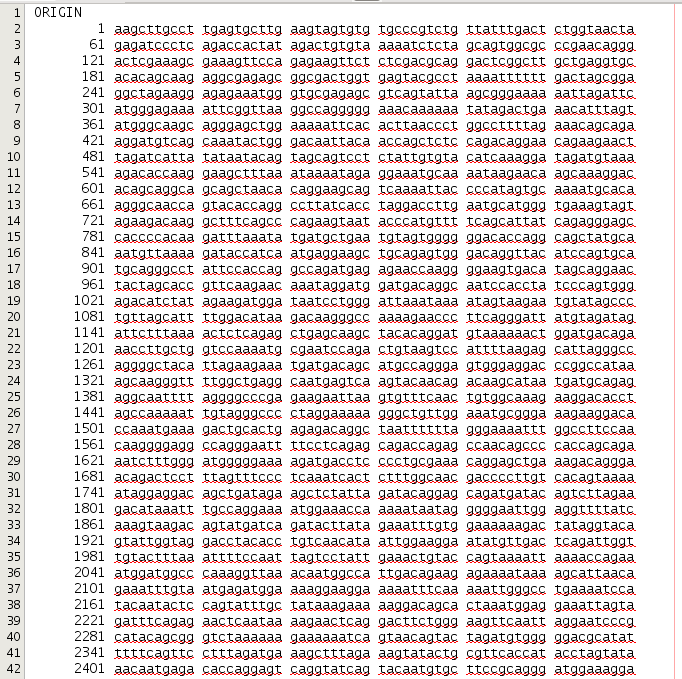 1 ORIGIN
2 1 aagcttgcct tgagtgcttg aagtagtgtg tgcccgtctg ttatttgact ctggtaacta
3 61 gagatccctc agaccactat agactgtgta aaaatctcta gcagtggcgc ccgaacaggg
4 121 actcgaaagc gaaagttcca gagaagttct ctcgacgcag gactcggctt gctgaggtgc
5 181 acacagcaag aggcgagagc ggcgactggt gagtacgcct aaaatttttt gactagcgga
6 241 ggctagaagg agagaaatgg gtgcgagagc gtcagtatta agcgggaaaa aattagattc
7 301 atgggagaaa attcggttaa ggccaggggg aaacaaaaaa tatagactga aacatttagt
8 361 atgggcaagc agggagctgg aaaaattcac acttaaccct ggccttttag aaacagcaga
9 421 aggatgtcag caaatactgg gacaattaca accagctctc cagacaggaa cagaagaact
10 481 tagatcatta tataatacag tagcagtcct ctattgtgta catcaaagga tagatgtaaa
11 541 agacaccaag gaagctttaa ataaaataga ggaaatgcaa aataagaaca agcaaaggac
12 601 acagcaggca gcagctaaca caggaagcag tcaaaattac cccatagtgc aaaatgcaca
13 661 agggcaacca gtacaccagg ccttatcacc taggaccttg aatgcatggg tgaaagtagt
14 721 agaagacaag gctttcagcc cagaagtaat acccatgttt tcagcattat cagagggagc
15 781 caccccacaa gatttaaata tgatgctgaa tgtagtgggg ggacaccagg cagctatgca
16 841 aatgttaaaa gataccatca atgaggaagc tgcagagtgg gacaggttac atccagtgca
17 901 tgcagggcct attccaccag gccagatgag agaaccaagg ggaagtgaca tagcaggaac
18 961 tactagcacc gttcaagaac aaataggatg gatgacaggc aatccaccta tcccagtggg
19 1021 agacatctat agaagatgga taatcctggg attaaataaa atagtaagaa tgtatagccc
20 1081 tgttagcatt ttggacataa gacaagggcc aaaagaaccc ttcagggatt atgtagatag
21 1141 attctttaaa actctcagag ctgagcaagc tacacaggat gtaaaaaact ggatgacaga
22 1201 aaccttgctg gtccaaaatg cgaatccaga ctgtaagtcc attttaagag cattagggcc
23 1261 aggggctaca ttagaagaaa tgatgacagc atgccaggga gtgggaggac ccggccataa
24 1321 agcaagggtt ttggctgagg caatgagtca agtacaacag acaagcataa tgatgcagag
25 1381 aggcaatttt aggggcccga gaagaattaa gtgtttcaac tgtggcaaag aaggacacct
26 1441 agccaaaaat tgtagggccc ctaggaaaaa gggctgttgg aaatgcggga aagaaggaca
27 1501 ccaaatgaaa gactgcactg agagacaggc taatttttta gggaaaattt ggccttccaa
28 1561 caaggggagg ccagggaatt ttcctcagag cagaccagag ccaacagccc caccagcaga
29 1621 aatctttggg atgggggaaa agatgacctc cccctgcgaaa caggagctga aagacaggga
30 1681 acagactcct ttagtttccc tcaaatcact ctttggcaac gaccccttgt cacagtaaaa
31 1741 ataggaggac agctgataga agctctatta gatacaggag cagatgatac agtcttagaa
32 1801 gacataaatt tgccaggaaa atggaaacca aaaataatag ggggaattgg aggttttatc
33 1861 aaagtaagac agtatgatca gatacttata gaaatttgtg gaaaaaagac tataggtaca
34 1921 gtattggtag gacctacacc tgtcaacata attggaagga atatgttgac tcagattggt
35 1981 tgtactttaa attttccaat tagtcctatt gaaactgtac cagtaaaatt aaaaccagaa
36 2041 atggatggcc caaaggttaa acaatggcca ttgacagaag agaaaataaa agcattaaca
37 2101 gaaatttgta atgagatgga aaaggaagga aaaatttcaa aaattgggcc tgaaaatcca
38 2161 tacaatactc cagtatttgc tataaagaaa aaggacagca ctaaatggag gaaattagta
39 2221 gatttcagag aactcaataa aagaactcag gacttctggg aagttcaatt aggaatcccg
40 2281 catacagcgg gtctaaaaaa gaaaaaatca gtaacagtac tagatgtggg ggacgcatat
41 2341 ttttcagttc ctttagatga aagctttaga aagtatactg cgttcaccat acctagtata
42 2401 aacaatgaga caccaggagt caggtatcag tacaatgtgc ttccgcaggg atggaaagga